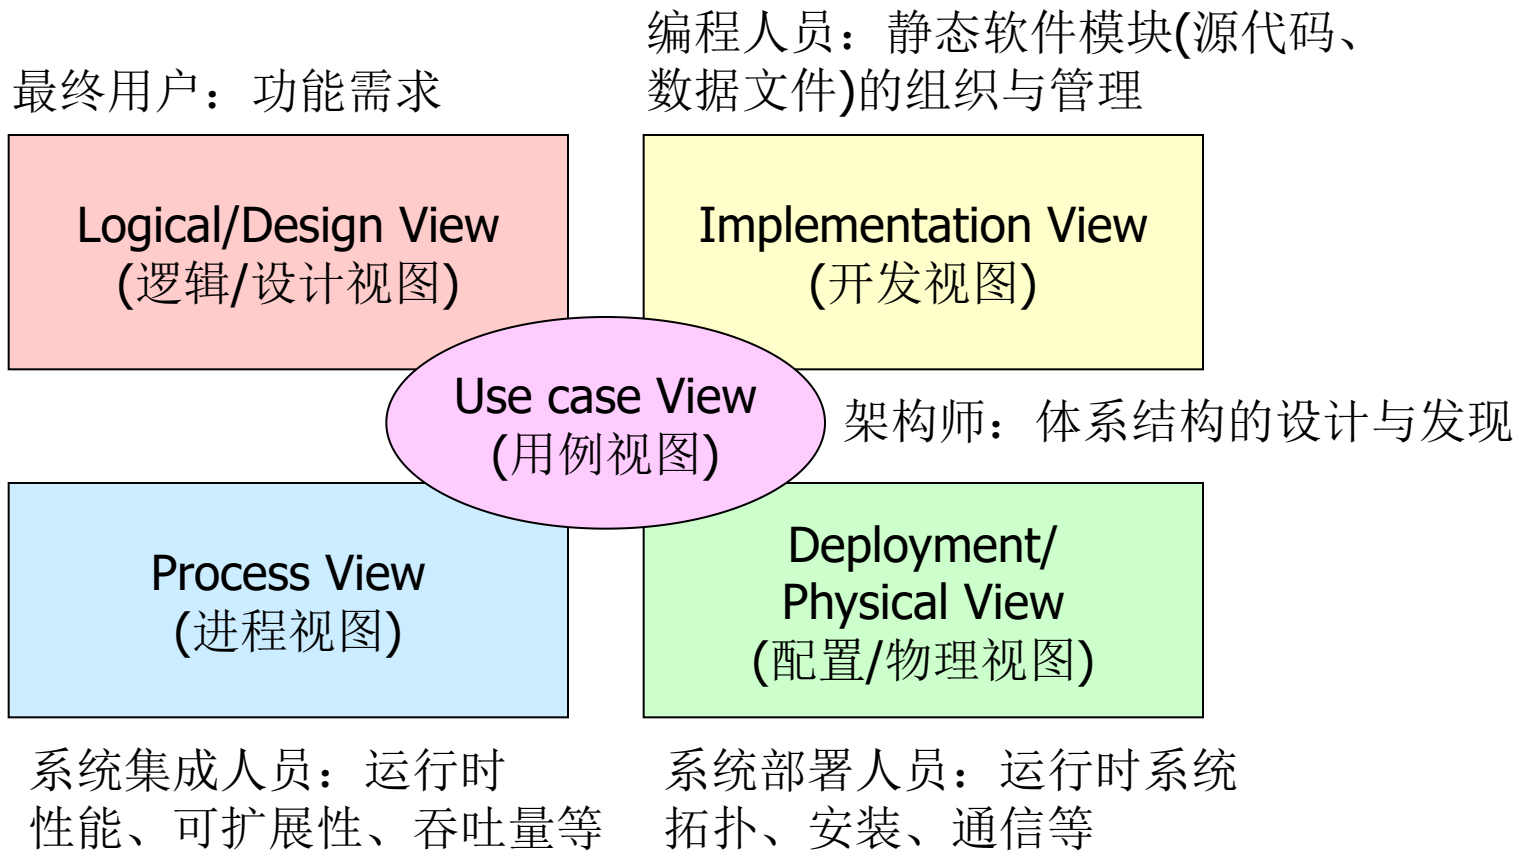 最终用户：功能需求
编程人员：静态软件模块(源代码、
数据文件)的组织与管理
Logical/Design View
(逻辑/设计视图)
Implementation View
(开发视图)
Use case View
(用例视图)
架构师：体系结构的设计与发现
Process View
(进程视图)
Deployment/
Physical View
(配置/物理视图)
系统集成人员：运行时
性能、可扩展性、吞吐量等
系统部署人员：运行时系统
拓扑、安装、通信等